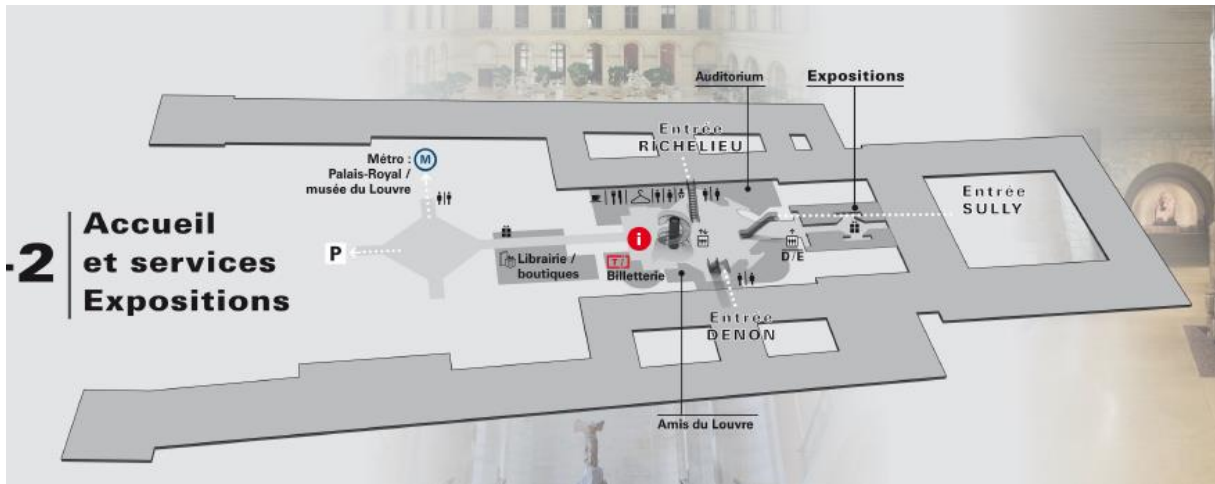 -2
Accueil
et services
Expositions
Métro :
Palais-Royal /
musée du Louvre
M
P
Librairie /
boutiques
i
Billetterie
Auditorium
Expositions
Entrée
RICHELIEU
Entrée
SULLY
D/E
Entrée
DENON
Amis du Louvre